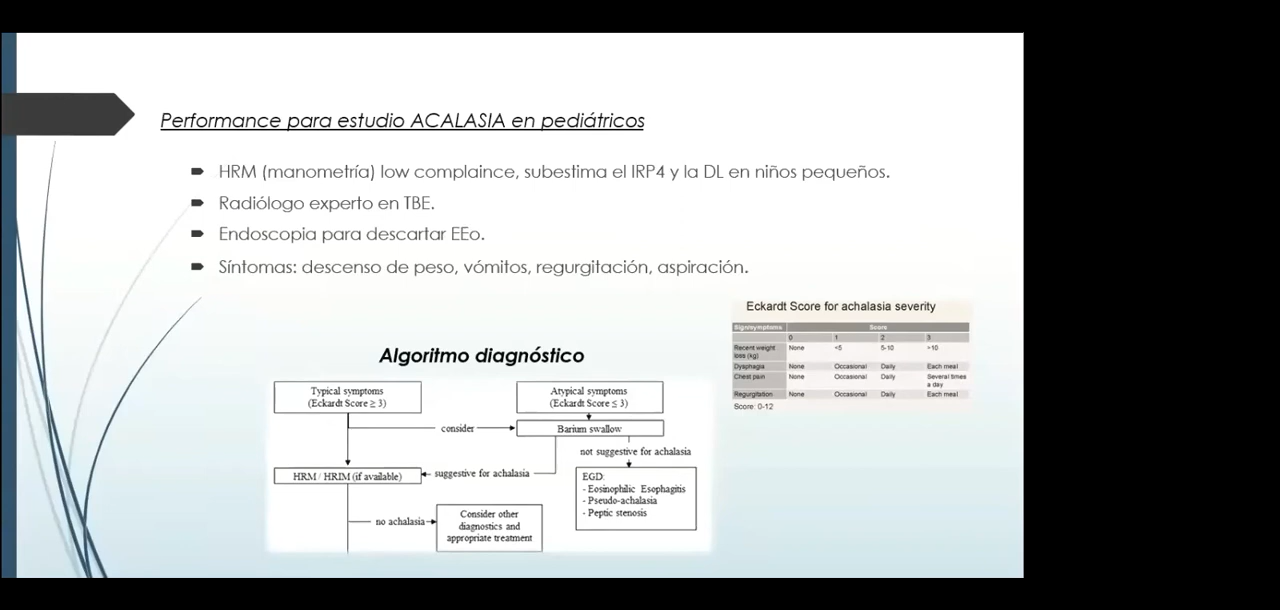 Performance para estudio ACALASIA en pediátricos
HRM (manometría) low complaince, subestima el IRP4 y la DL en niños pequeños.
Radiólogo experto en TBE.
Endoscopia para descartar EEo.
Síntomas: descenso de peso, vómitos, regurgitación, aspiración.
Eckardt Score for achalasia severity
Sign/symptoms Score
0 1 2 3
Recent weight loss (kg) None <5 5-10 >10
Dysphagia None Occasional Daily Each meal
Chest pain None Occasional Daily Several times a day
Regurgitation None Occasional Daily Each meal
Score: 0-12
Algoritmo diagnóstico
Typical symptoms
(Eckardt Score ≥ 3)
Atypical symptoms
(Eckardt Score ≤ 3)
consider
Barium swallow
not suggestive for achalasia
HRM / HRIM (if available)
suggestive for achalasia
EGD:
- Eosinophilic Esophagitis
- Pseudo-achalasia
- Peptic stenosis
no achalasia
Consider other
diagnostics and
appropriate treatment